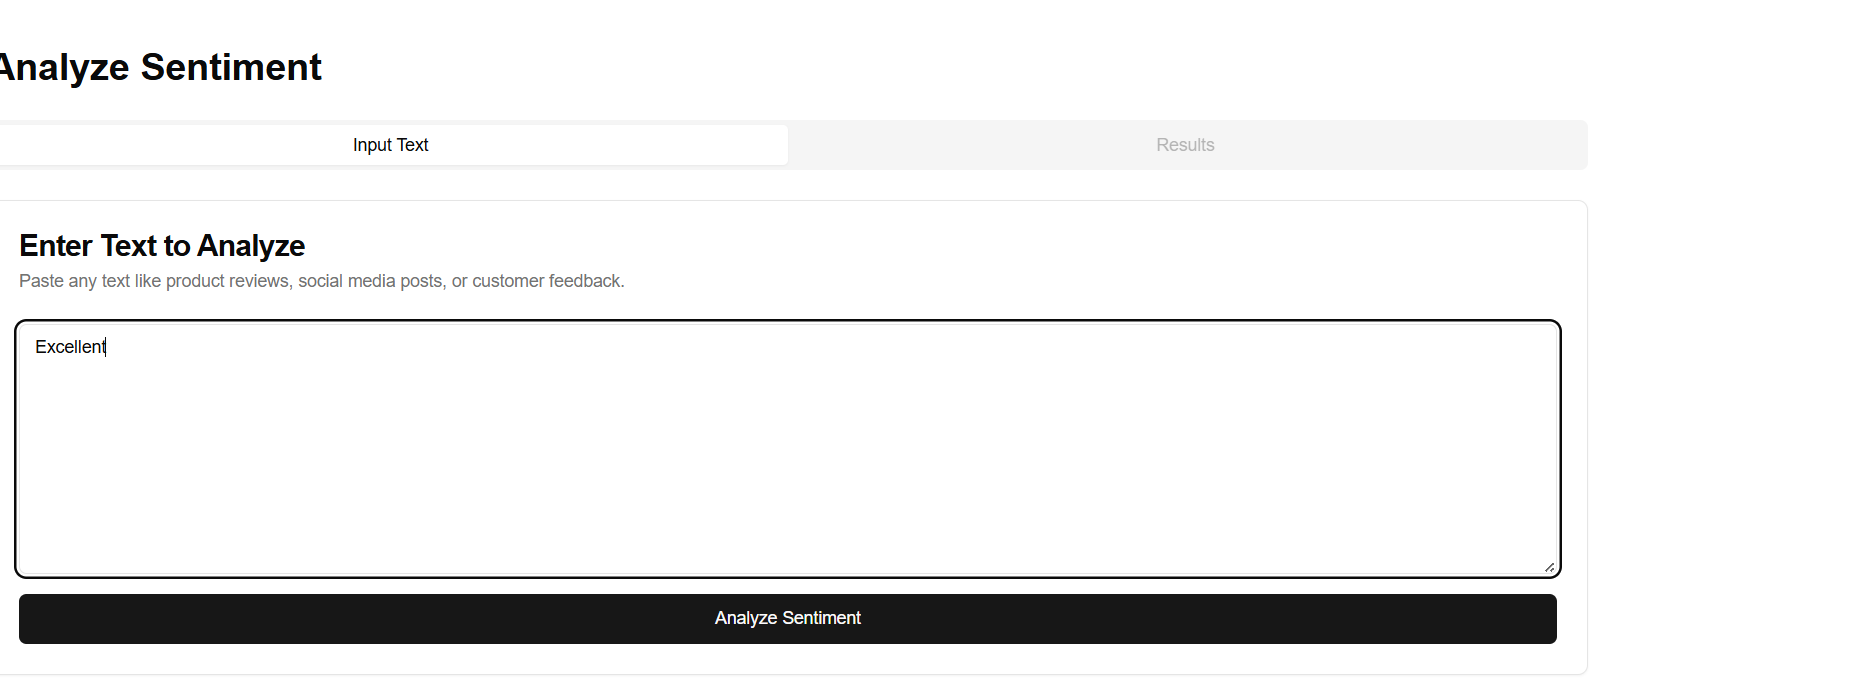 Analyze Sentiment
Input Text
Results
Enter Text to Analyze
Paste any text like product reviews, social media posts, or customer feedback.
Excellent
Analyze Sentiment